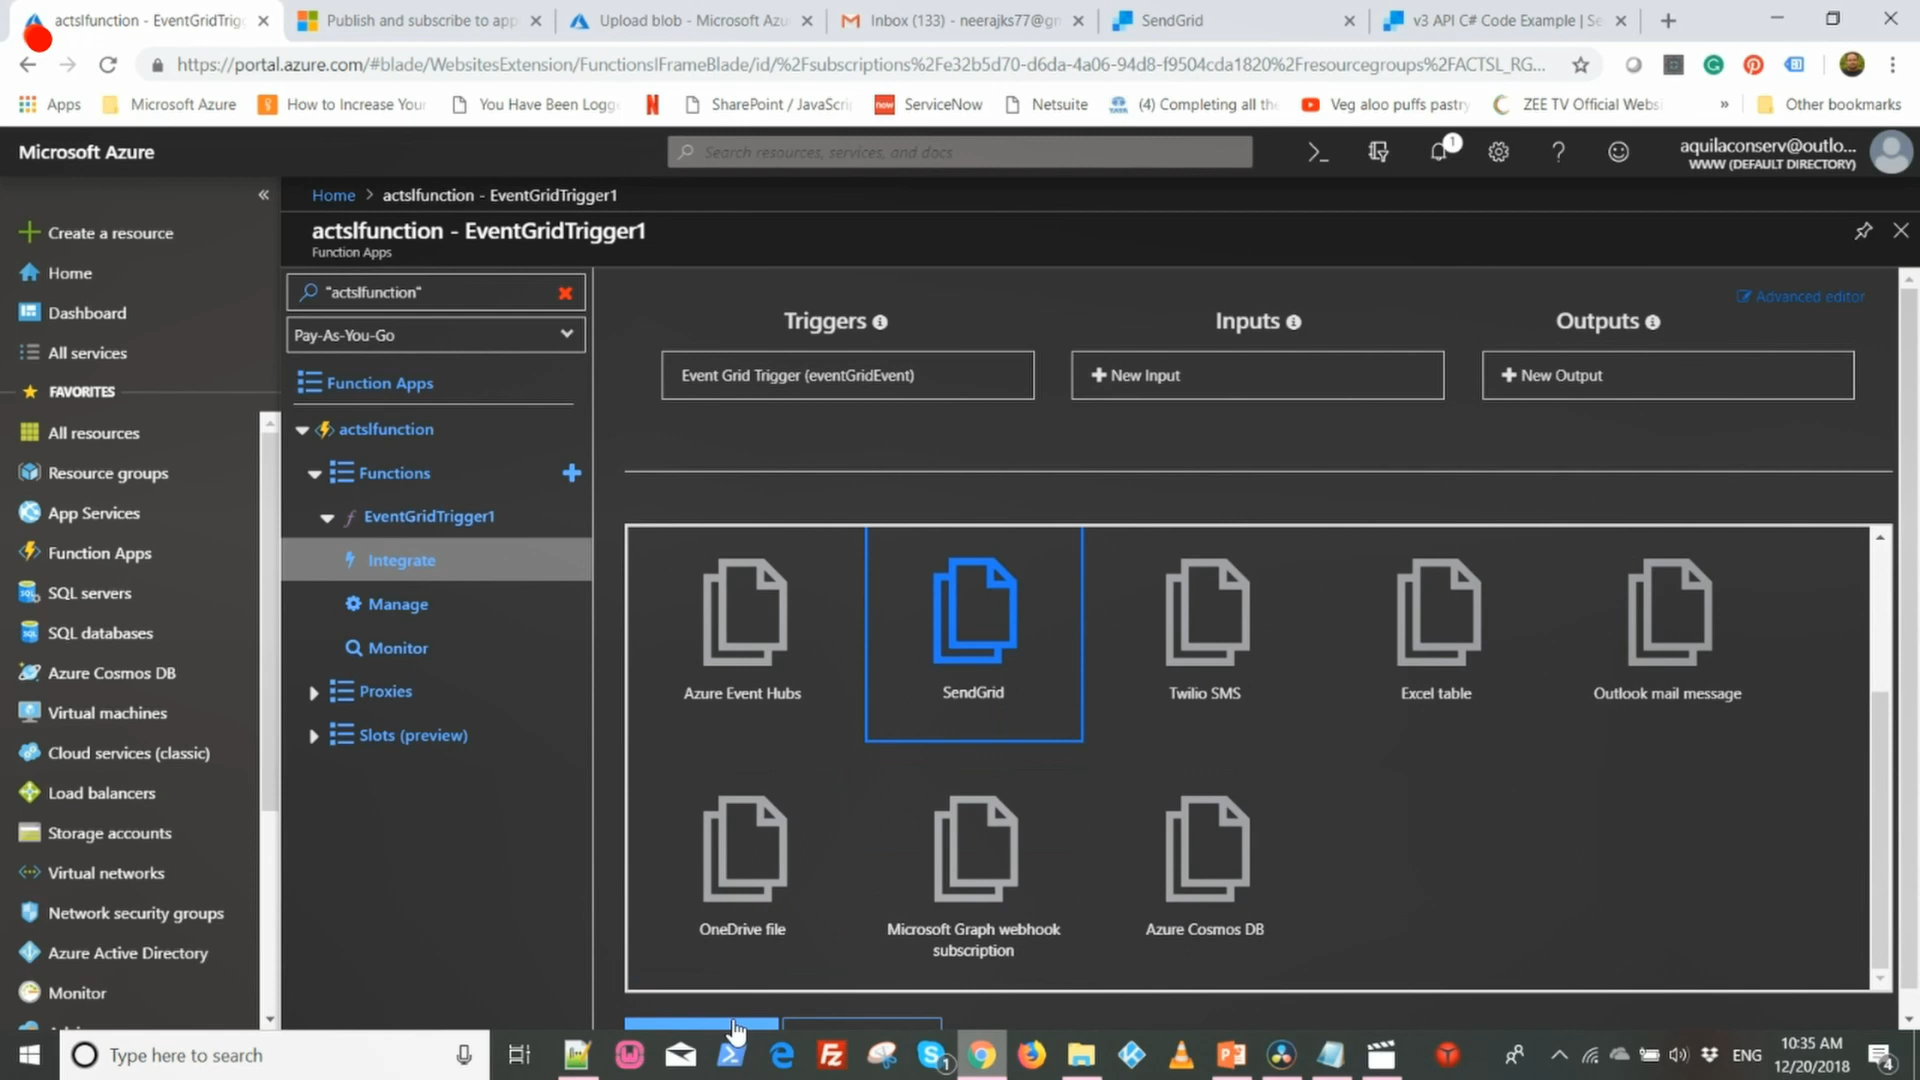 actslfunction - EventGridTrigg
Publish and subscribe to app
Upload blob - Microsoft Azu
Inbox (133) - neerajks77@gm
SendGrid
v3 API C# Code Example | Se
https://portal.azure.com/#blade/WebsitesExtension/FunctionsIFrameBlade/id/%2Fsubscriptions%2Fe32b5d70-d6da-4a06-94d8-f9504cda1820%2Fresourcegroups%2FACTSL_RG...
Apps
Microsoft Azure
How to Increase Your
You Have Been Logg
SharePoint / JavaScri
now
ServiceNow
Netsuite
TATA
(4) Completing all the
Veg aloo puffs pastry
ZEE TV Official Websi
»
Other bookmarks
Microsoft Azure
Search resources, services, and docs
1
aquilaconserv@outlo...
WWW (DEFAULT DIRECTORY)
Home > actslfunction - EventGridTrigger1
actslfunction - EventGridTrigger1
Function Apps
Create a resource
Home
Dashboard
All services
FAVORITES
All resources
Resource groups
App Services
Function Apps
SQL servers
SQL databases
Azure Cosmos DB
Virtual machines
Cloud services (classic)
Load balancers
Storage accounts
Virtual networks
Network security groups
Azure Active Directory
Monitor
"actslfunction"
Pay-As-You-Go
Function Apps
actslfunction
Functions
EventGridTrigger1
Integrate
Manage
Monitor
Proxies
Slots (preview)
Advanced editor
Triggers
Inputs
Outputs
Event Grid Trigger (eventGridEvent)
New Input
New Output
Azure Event Hubs
SendGrid
Twilio SMS
Excel table
Outlook mail message
OneDrive file
Microsoft Graph webhook
subscription
Azure Cosmos DB
Type here to search
1
ENG
10:35 AM
12/20/2018
4